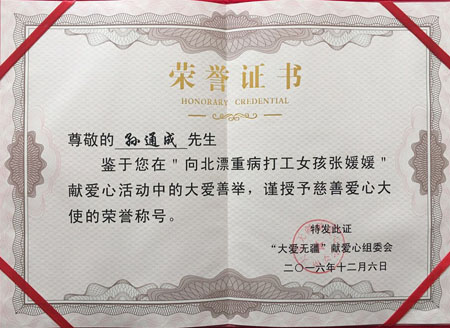 荣誉证书
HONORARY CREDENTIAL
尊敬的 孙通成 先生
鉴于您在"向北漂重病打工女孩张媛媛"
献爱心活动中的大爱善举，谨授予慈善爱心大
使的荣誉称号。
特发此证
"大爱无疆"献爱心组委会
二〇一六年十二月六日